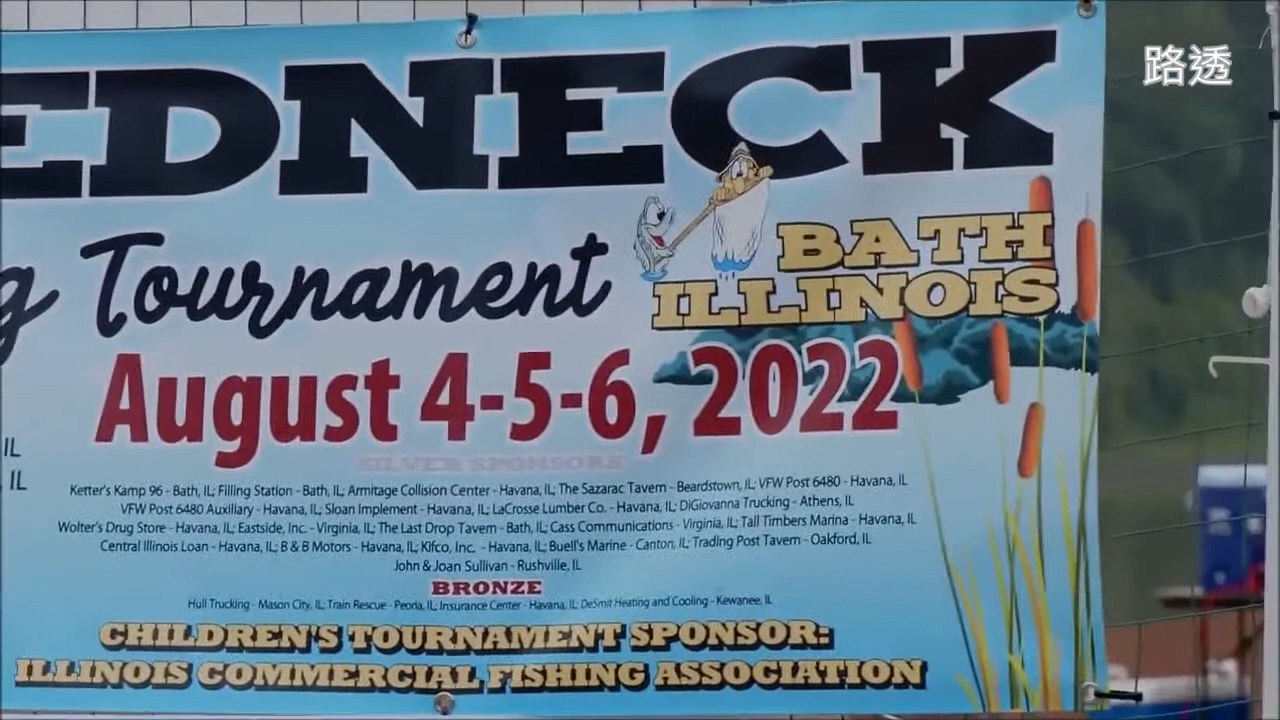 路透
EDNECK
g Tournament
BATH
ILLINOIS
August 4-5-6, 2022
IL
IL
SILVER SPONSORS
Ketter's Kamp 96 - Bath, IL; Filling Station - Bath, IL; Armitage Collision Center - Havana, IL; The Sazarac Tavern - Beardstown, IL; VFW Post 6480 - Havana, IL
VFW Post 6480 Auxiliary - Havana, IL; Sloan Implement - Havana, IL; LaCrosse Lumber Co. - Havana, IL; DiGiovanna Trucking - Athens, IL
Wolter's Drug Store - Havana, IL; Eastside, Inc. - Virginia, IL; The Last Drop Tavern - Bath, IL; Cass Communications - Virginia, IL; Tall Timbers Marina - Havana, IL
Central Illinois Loan - Havana, IL; B & B Motors - Havana, IL; Kifco, Inc. - Havana, IL; Buell's Marine - Canton, IL; Trading Post Tavern - Oakford, IL
John & Joan Sullivan - Rushville, IL
BRONZE
Hull Trucking - Mason City, IL; Train Rescue - Peoria, IL; Insurance Center - Havana, IL; DeSmit Heating and Cooling - Kewanee, IL
CHILDREN'S TOURNAMENT SPONSOR:
ILLINOIS COMMERCIAL FISHING ASSOCIATION